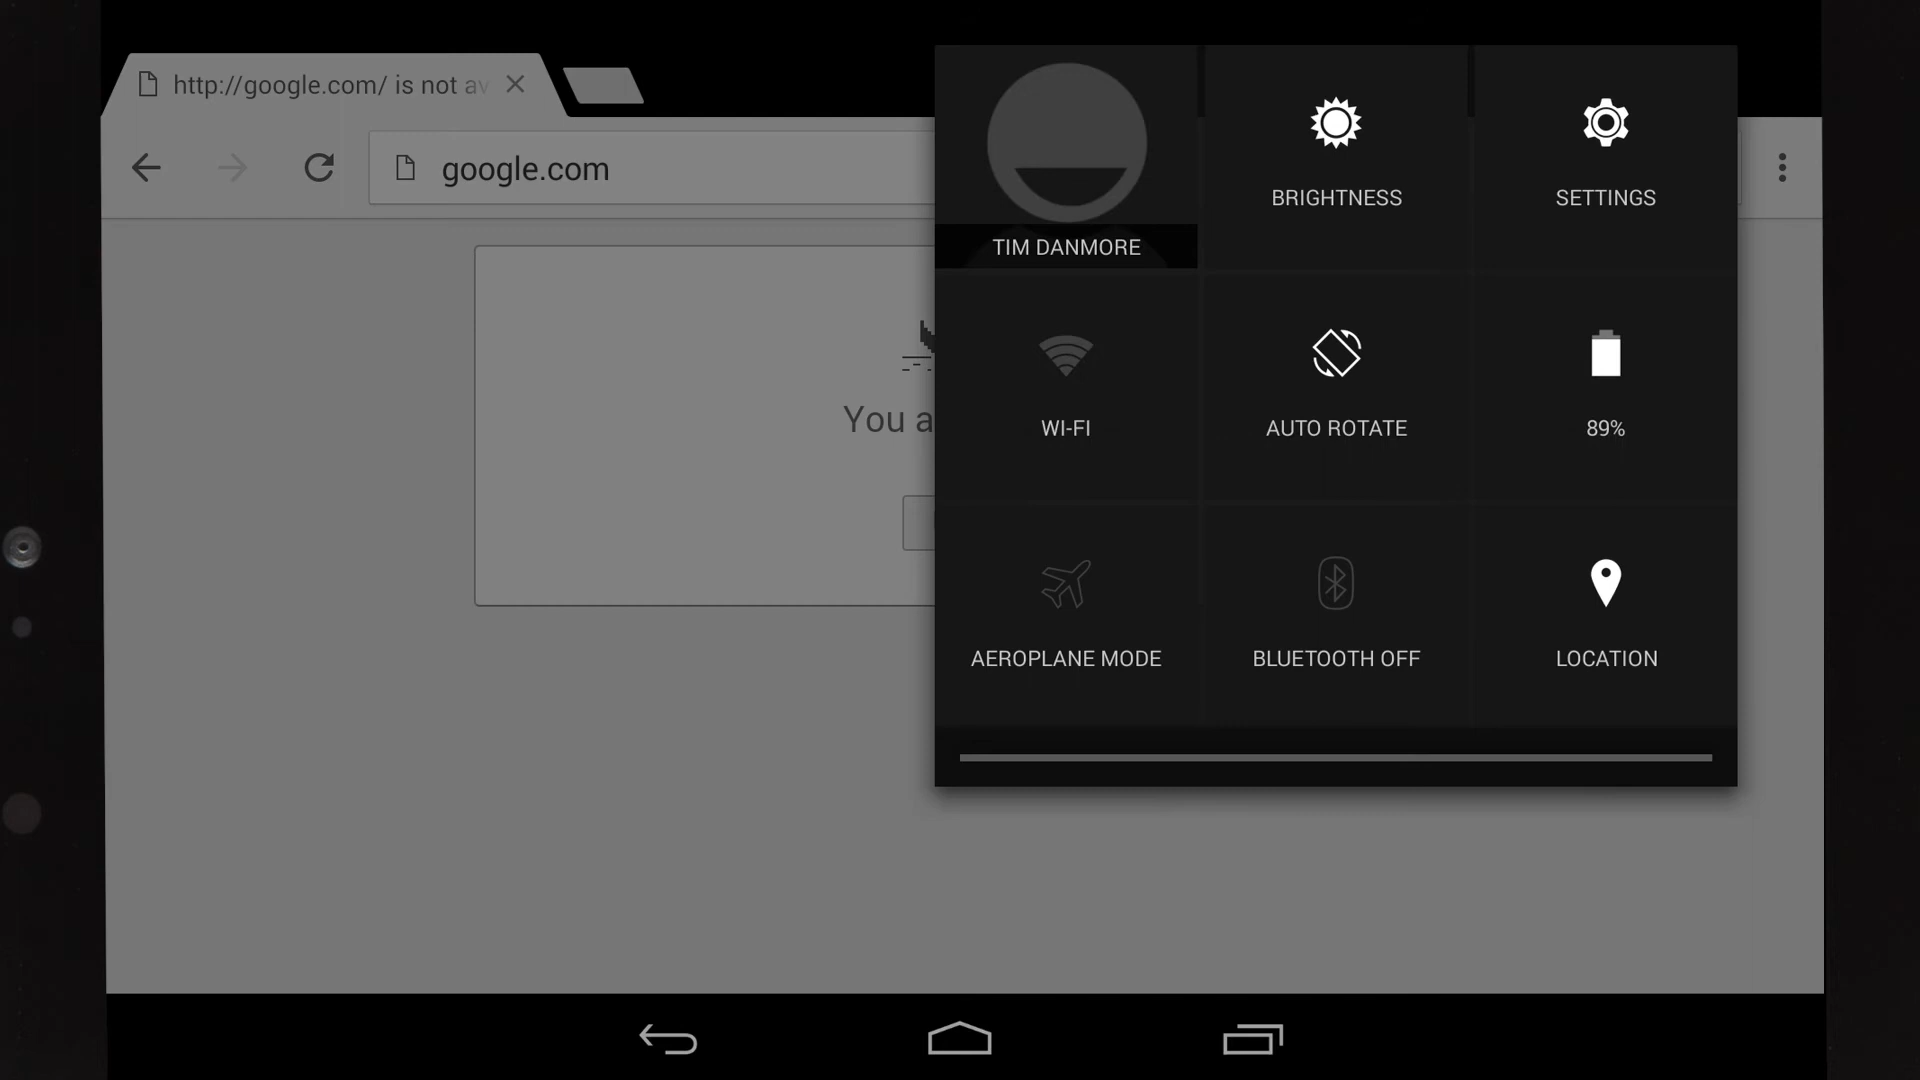 http://google.com/ is not av
google.com
You a
TIM DANMORE
BRIGHTNESS
SETTINGS
WI-FI
AUTO ROTATE
89%
AEROPLANE MODE
BLUETOOTH OFF
LOCATION